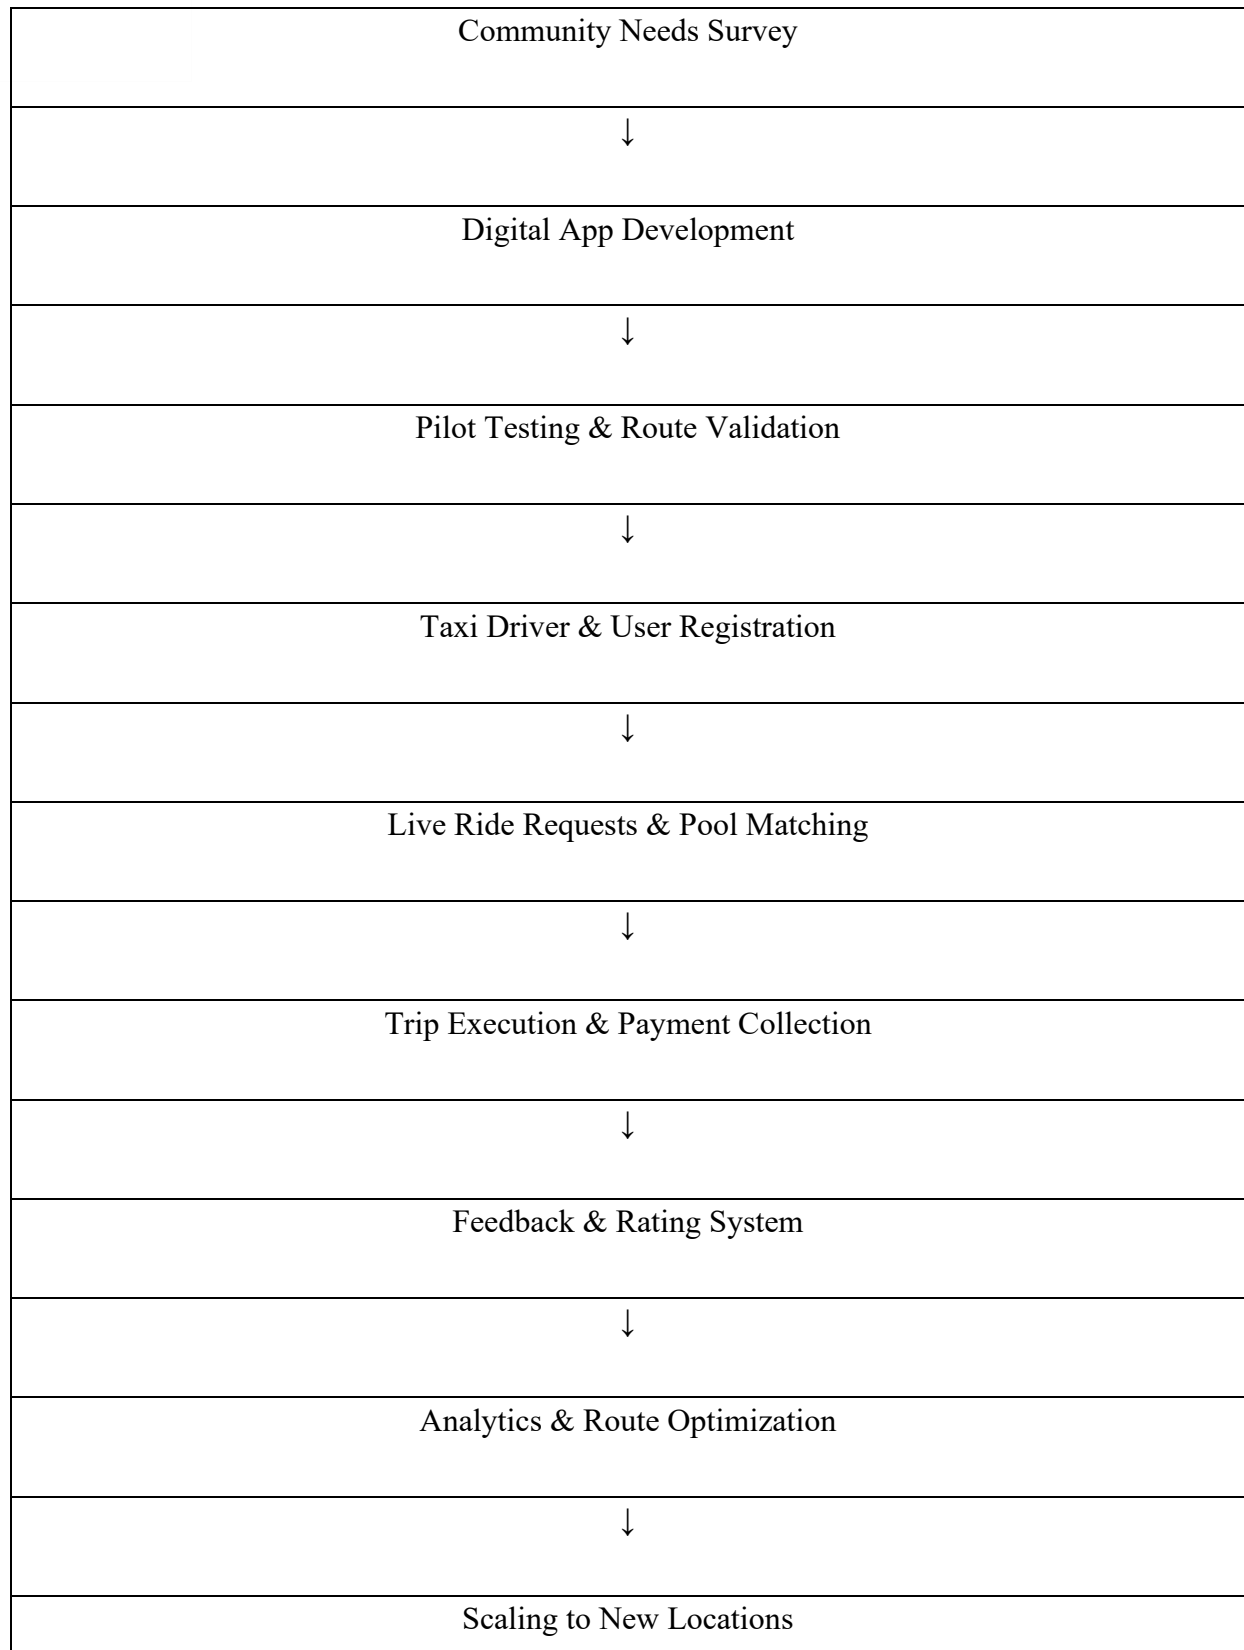 Community Needs Survey
↓
Digital App Development
↓
Pilot Testing & Route Validation
↓
Taxi Driver & User Registration
↓
Live Ride Requests & Pool Matching
↓
Trip Execution & Payment Collection
↓
Feedback & Rating System
↓
Analytics & Route Optimization
↓
Scaling to New Locations